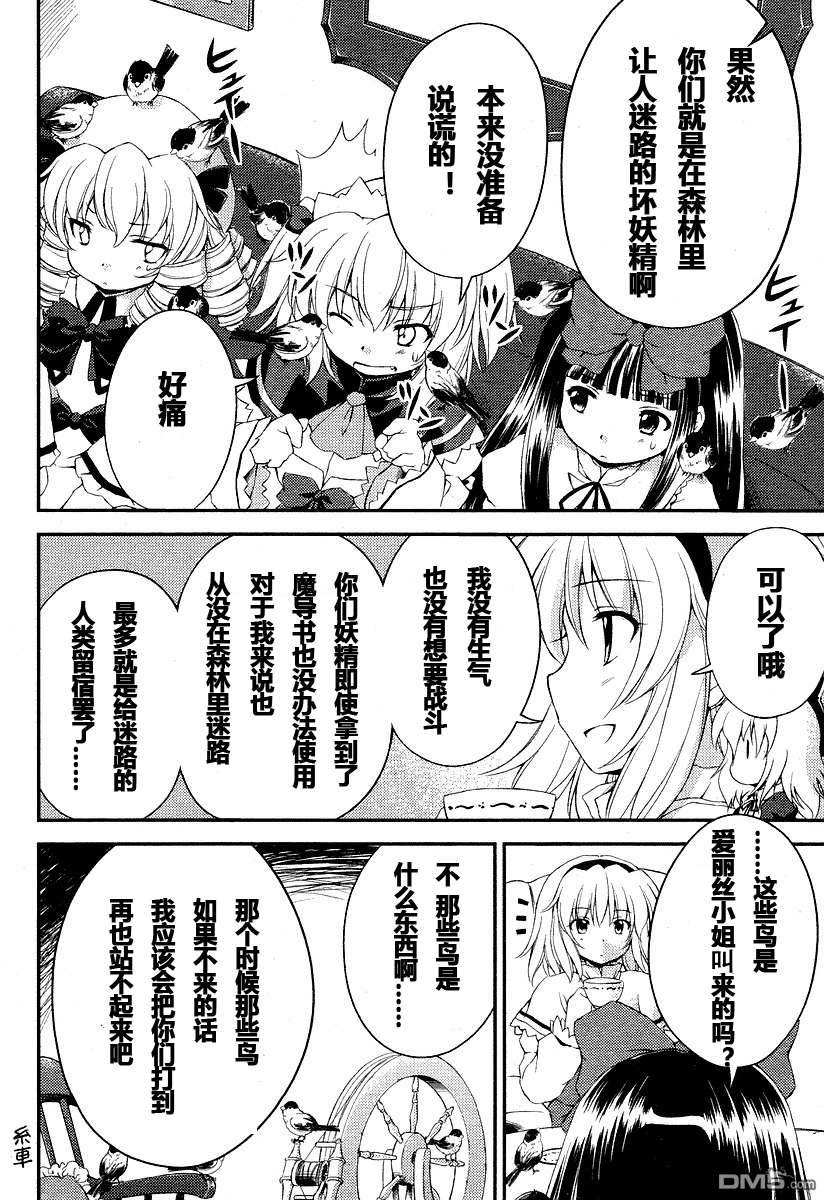 果然
你们就是在森林里
让人迷路的坏妖精啊
本来没准备
说谎的！
ヒュー
ヒュー
好痛
可以了哦
我没有生气
也没有想要战斗
你们妖精即使拿到了
魔导书也没办法使用
对于我来说也
从没在森林里迷路
最多就是给迷路的
人类留宿罢了……
……这些鸟是
爱丽丝小姐叫来的吗？
不 那些鸟是
什么东西啊……
那个时候那些鸟
如果不来的话
我应该会把你们打到
再也站不起来吧
糸車
DM5.com